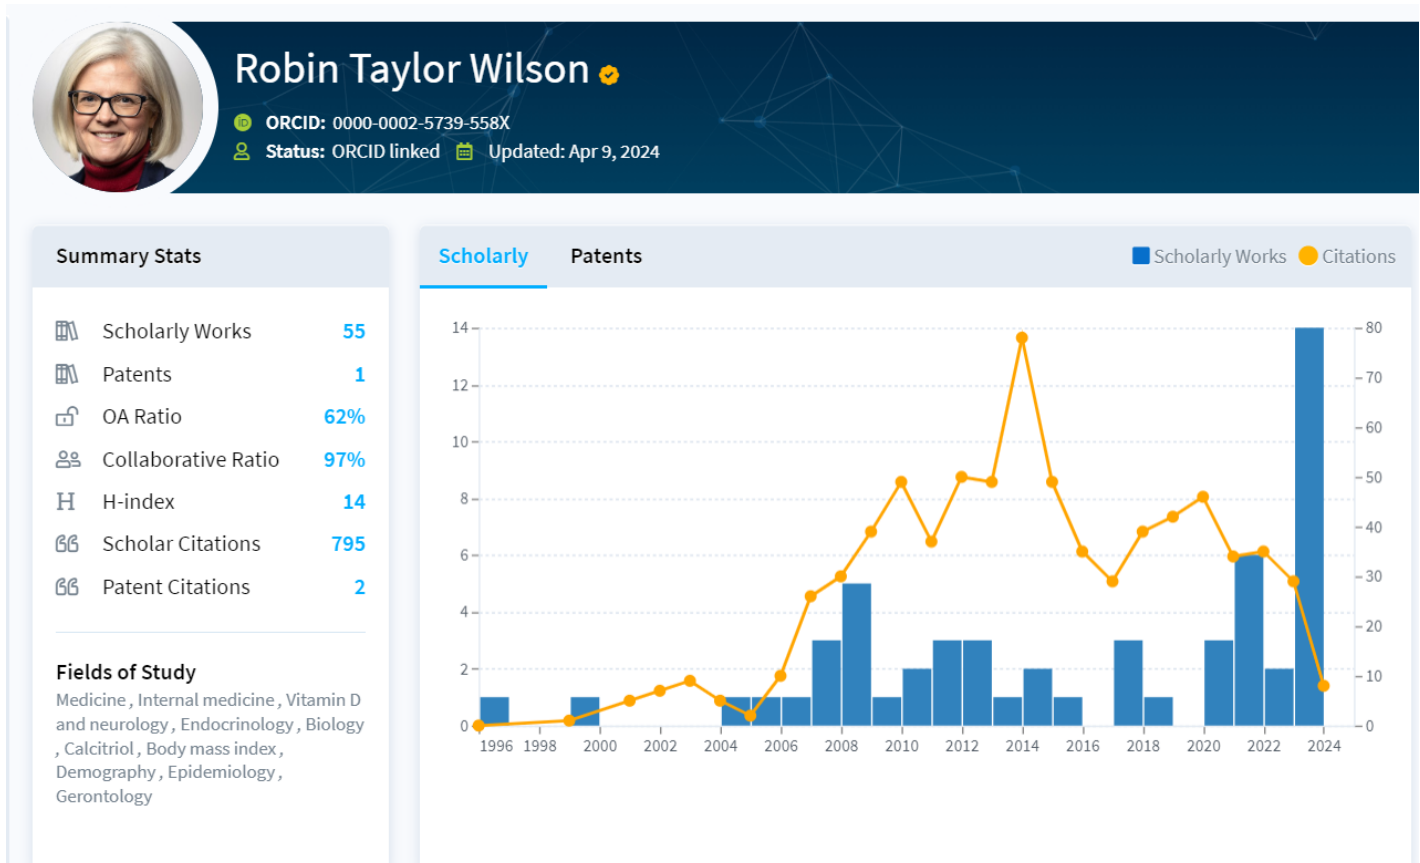 Robin Taylor Wilson
ORCID: 0000-0002-5739-558X
Status: ORCID linked Updated: Apr 9, 2024
Summary Stats
Scholarly Works 55
Patents 1
OA Ratio 62%
Collaborative Ratio 97%
H H-index 14
Scholar Citations 795
Patent Citations 2
Fields of Study
Medicine , Internal medicine , Vitamin D
and neurology , Endocrinology , Biology
, Calcitriol , Body mass index ,
Demography , Epidemiology ,
Gerontology
Scholarly Patents Scholarly Works Citations
14 80
70
12
60
10
50
8
40
6
30
4
20
2
10
0 0
1996 1998 2000 2002 2004 2006 2008 2010 2012 2014 2016 2018 2020 2022 2024